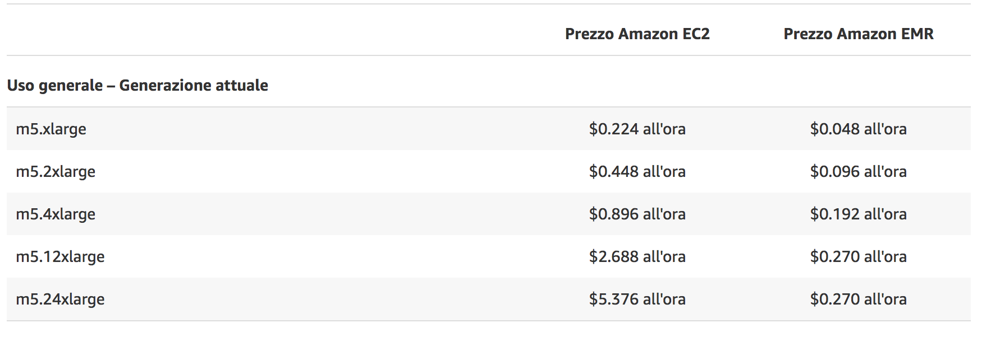 Prezzo Amazon EC2 Prezzo Amazon EMR
Uso generale – Generazione attuale
m5.xlarge $0.224 all'ora $0.048 all'ora
m5.2xlarge $0.448 all'ora $0.096 all'ora
m5.4xlarge $0.896 all'ora $0.192 all'ora
m5.12xlarge $2.688 all'ora $0.270 all'ora
m5.24xlarge $5.376 all'ora $0.270 all'ora